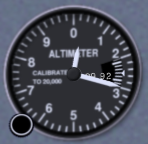 0
9 1
8 2
7 3
6 4
5
ALTIMETER
29.92
CALIBRATED
TO 20,000